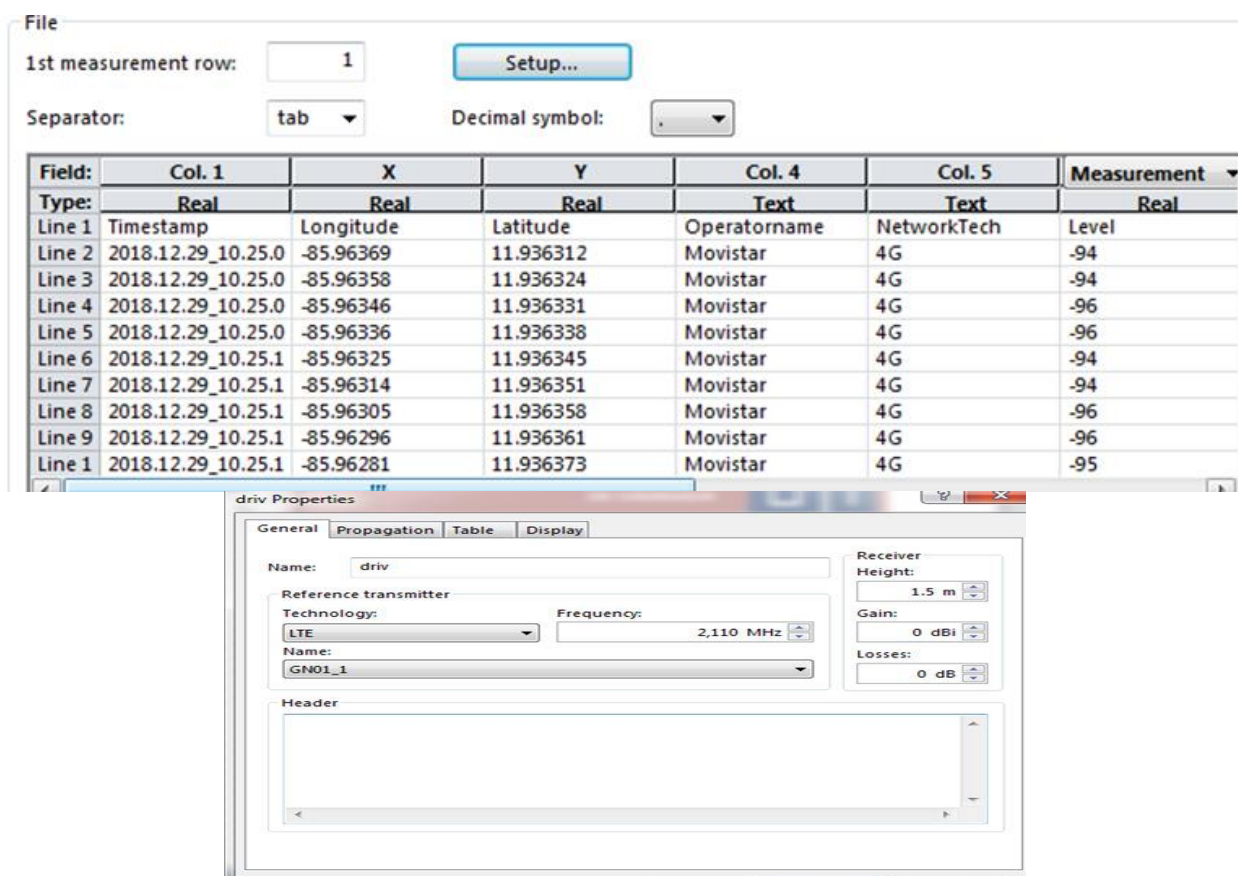 File
1st measurement row: 1 Setup...
Separator: tab Decimal symbol: .
Field: Col. 1 X Y Col. 4 Col. 5 Measurement
Type: Real Real Real Text Text Real
Line 1 Timestamp Longitude Latitude Operatorname NetworkTech Level
Line 2 2018.12.29_10.25.0 -85.96369 11.936312 Movistar 4G -94
Line 3 2018.12.29_10.25.0 -85.96358 11.936324 Movistar 4G -94
Line 4 2018.12.29_10.25.0 -85.96346 11.936331 Movistar 4G -96
Line 5 2018.12.29_10.25.0 -85.96336 11.936338 Movistar 4G -96
Line 6 2018.12.29_10.25.1 -85.96325 11.936345 Movistar 4G -94
Line 7 2018.12.29_10.25.1 -85.96314 11.936351 Movistar 4G -94
Line 8 2018.12.29_10.25.1 -85.96305 11.936358 Movistar 4G -96
Line 9 2018.12.29_10.25.1 -85.96296 11.936361 Movistar 4G -96
Line 1 2018.12.29_10.25.1 -85.96281 11.936373 Movistar 4G -95
driv Properties
General Propagation Table Display
Name: driv
Receiver
Height:
1.5 m
Reference transmitter
Technology: Frequency: Gain:
LTE 2,110 MHz 0 dBi
Name: Losses:
GN01_1 0 dB
Header